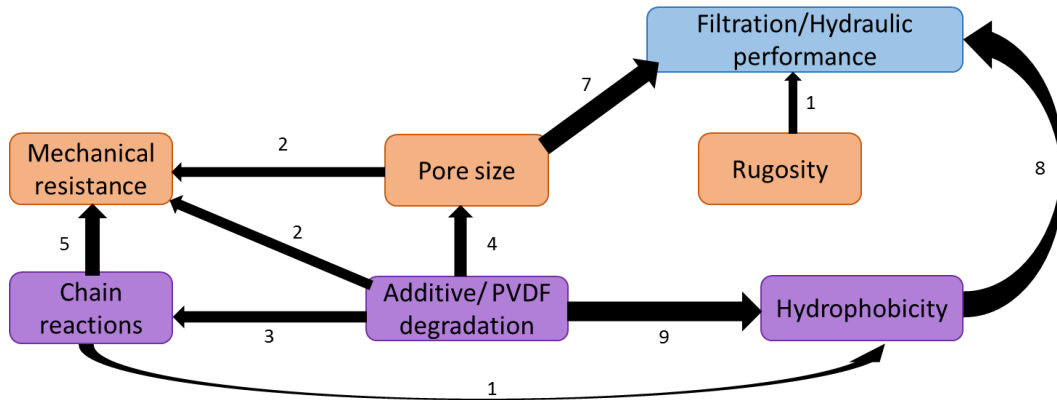 Filtration/Hydraulic
performance
7
1
Mechanical
resistance
2
Pore size
Rugosity
8
5
2
4
Chain
reactions
Additive/ PVDF
degradation
Hydrophobicity
3
9
1